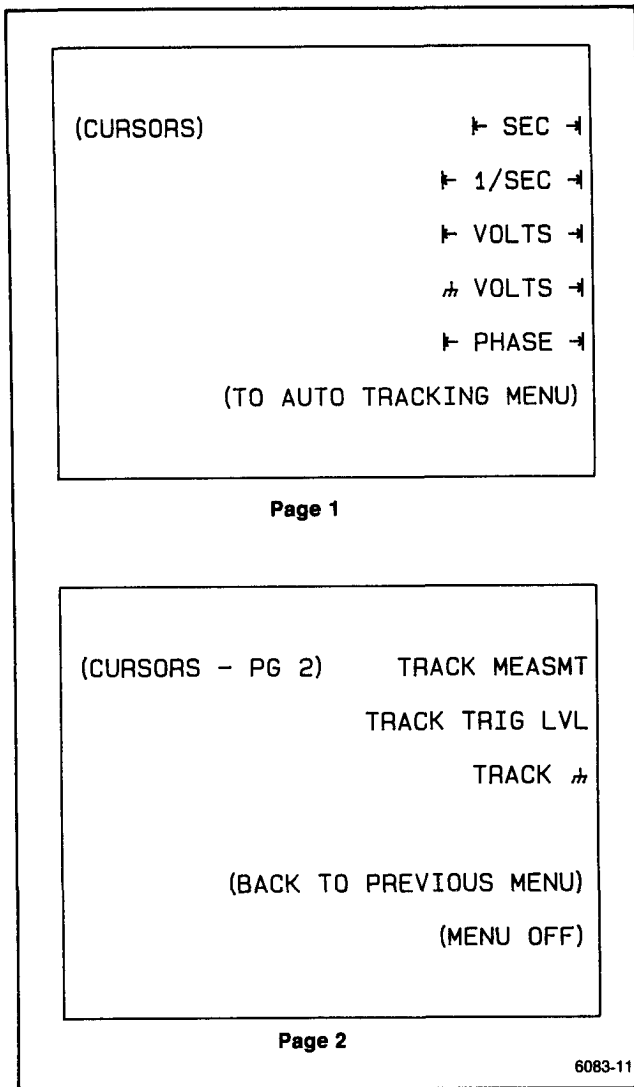 (CURSORS) ⊢ SEC ⊣
⊢ 1/SEC ⊣
⊢ VOLTS ⊣
⏚ VOLTS ⊣
⊢ PHASE ⊣
(TO AUTO TRACKING MENU)
Page 1
(CURSORS - PG 2) TRACK MEASMT
TRACK TRIG LVL
TRACK ⏚
(BACK TO PREVIOUS MENU)
(MENU OFF)
Page 2
6083-11